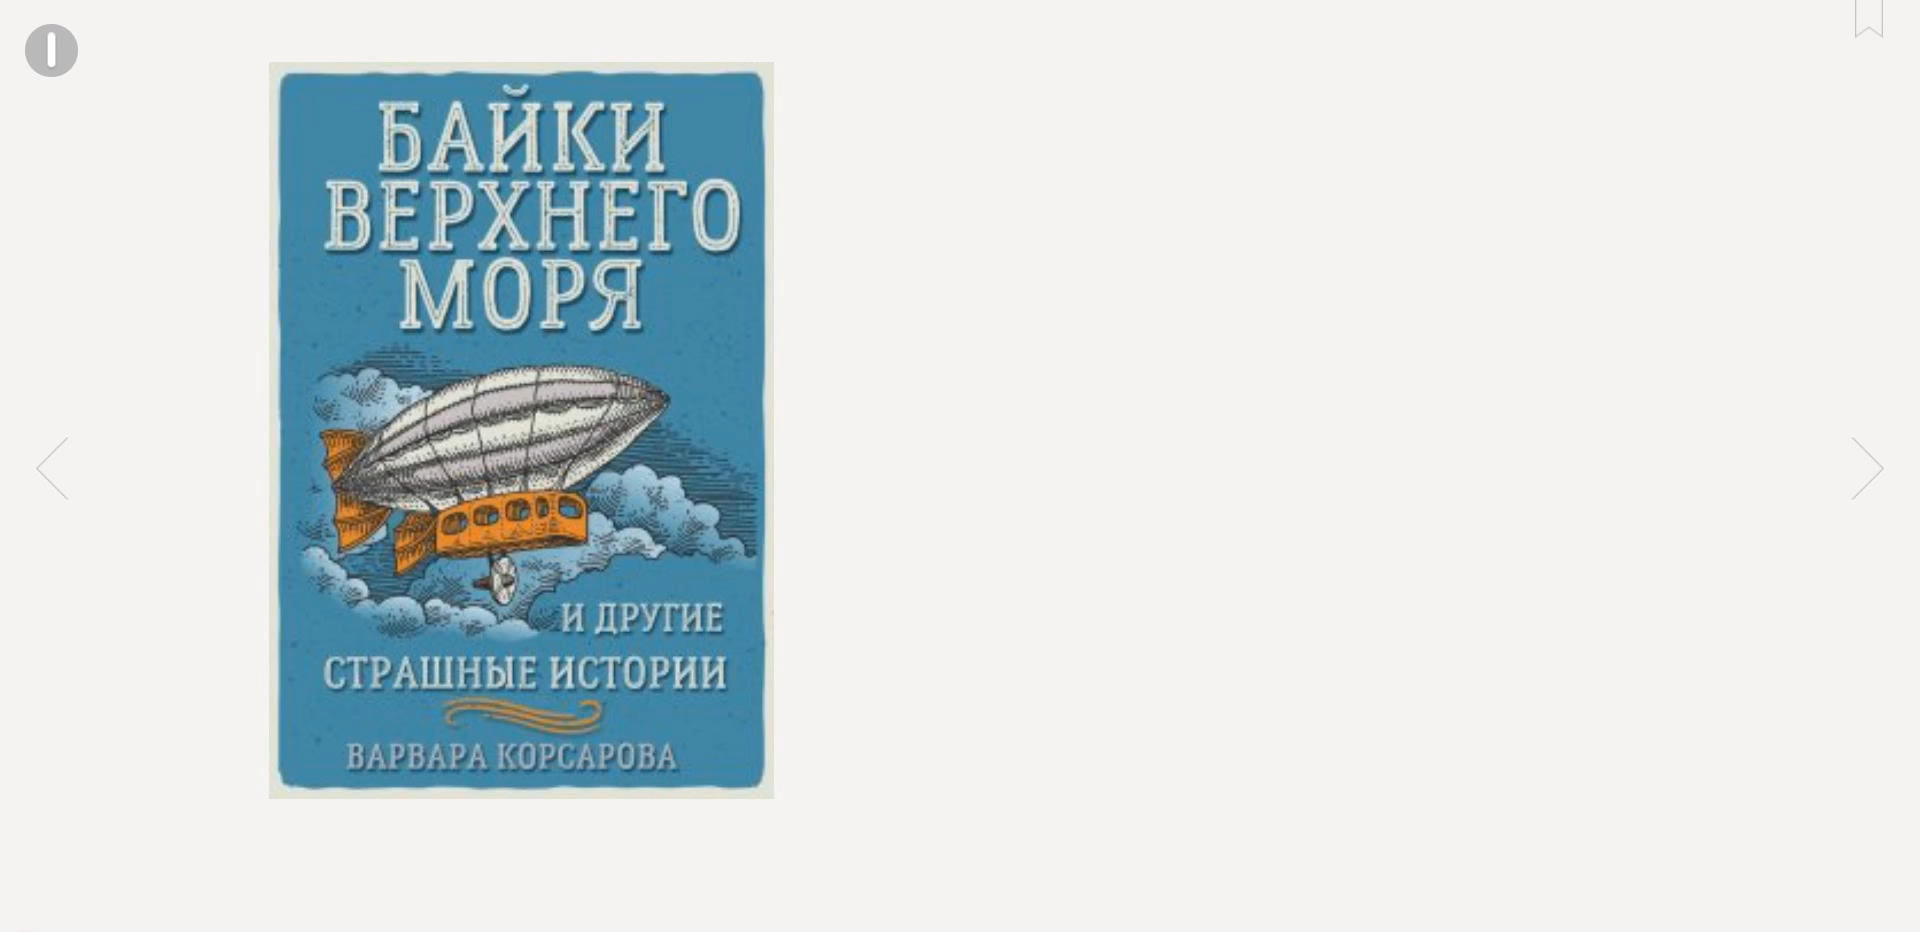 БАЙКИ
ВЕРХНЕГО
МОРЯ
И ДРУГИЕ
СТРАШНЫЕ ИСТОРИИ
ВАРВАРА КОРСАРОВА